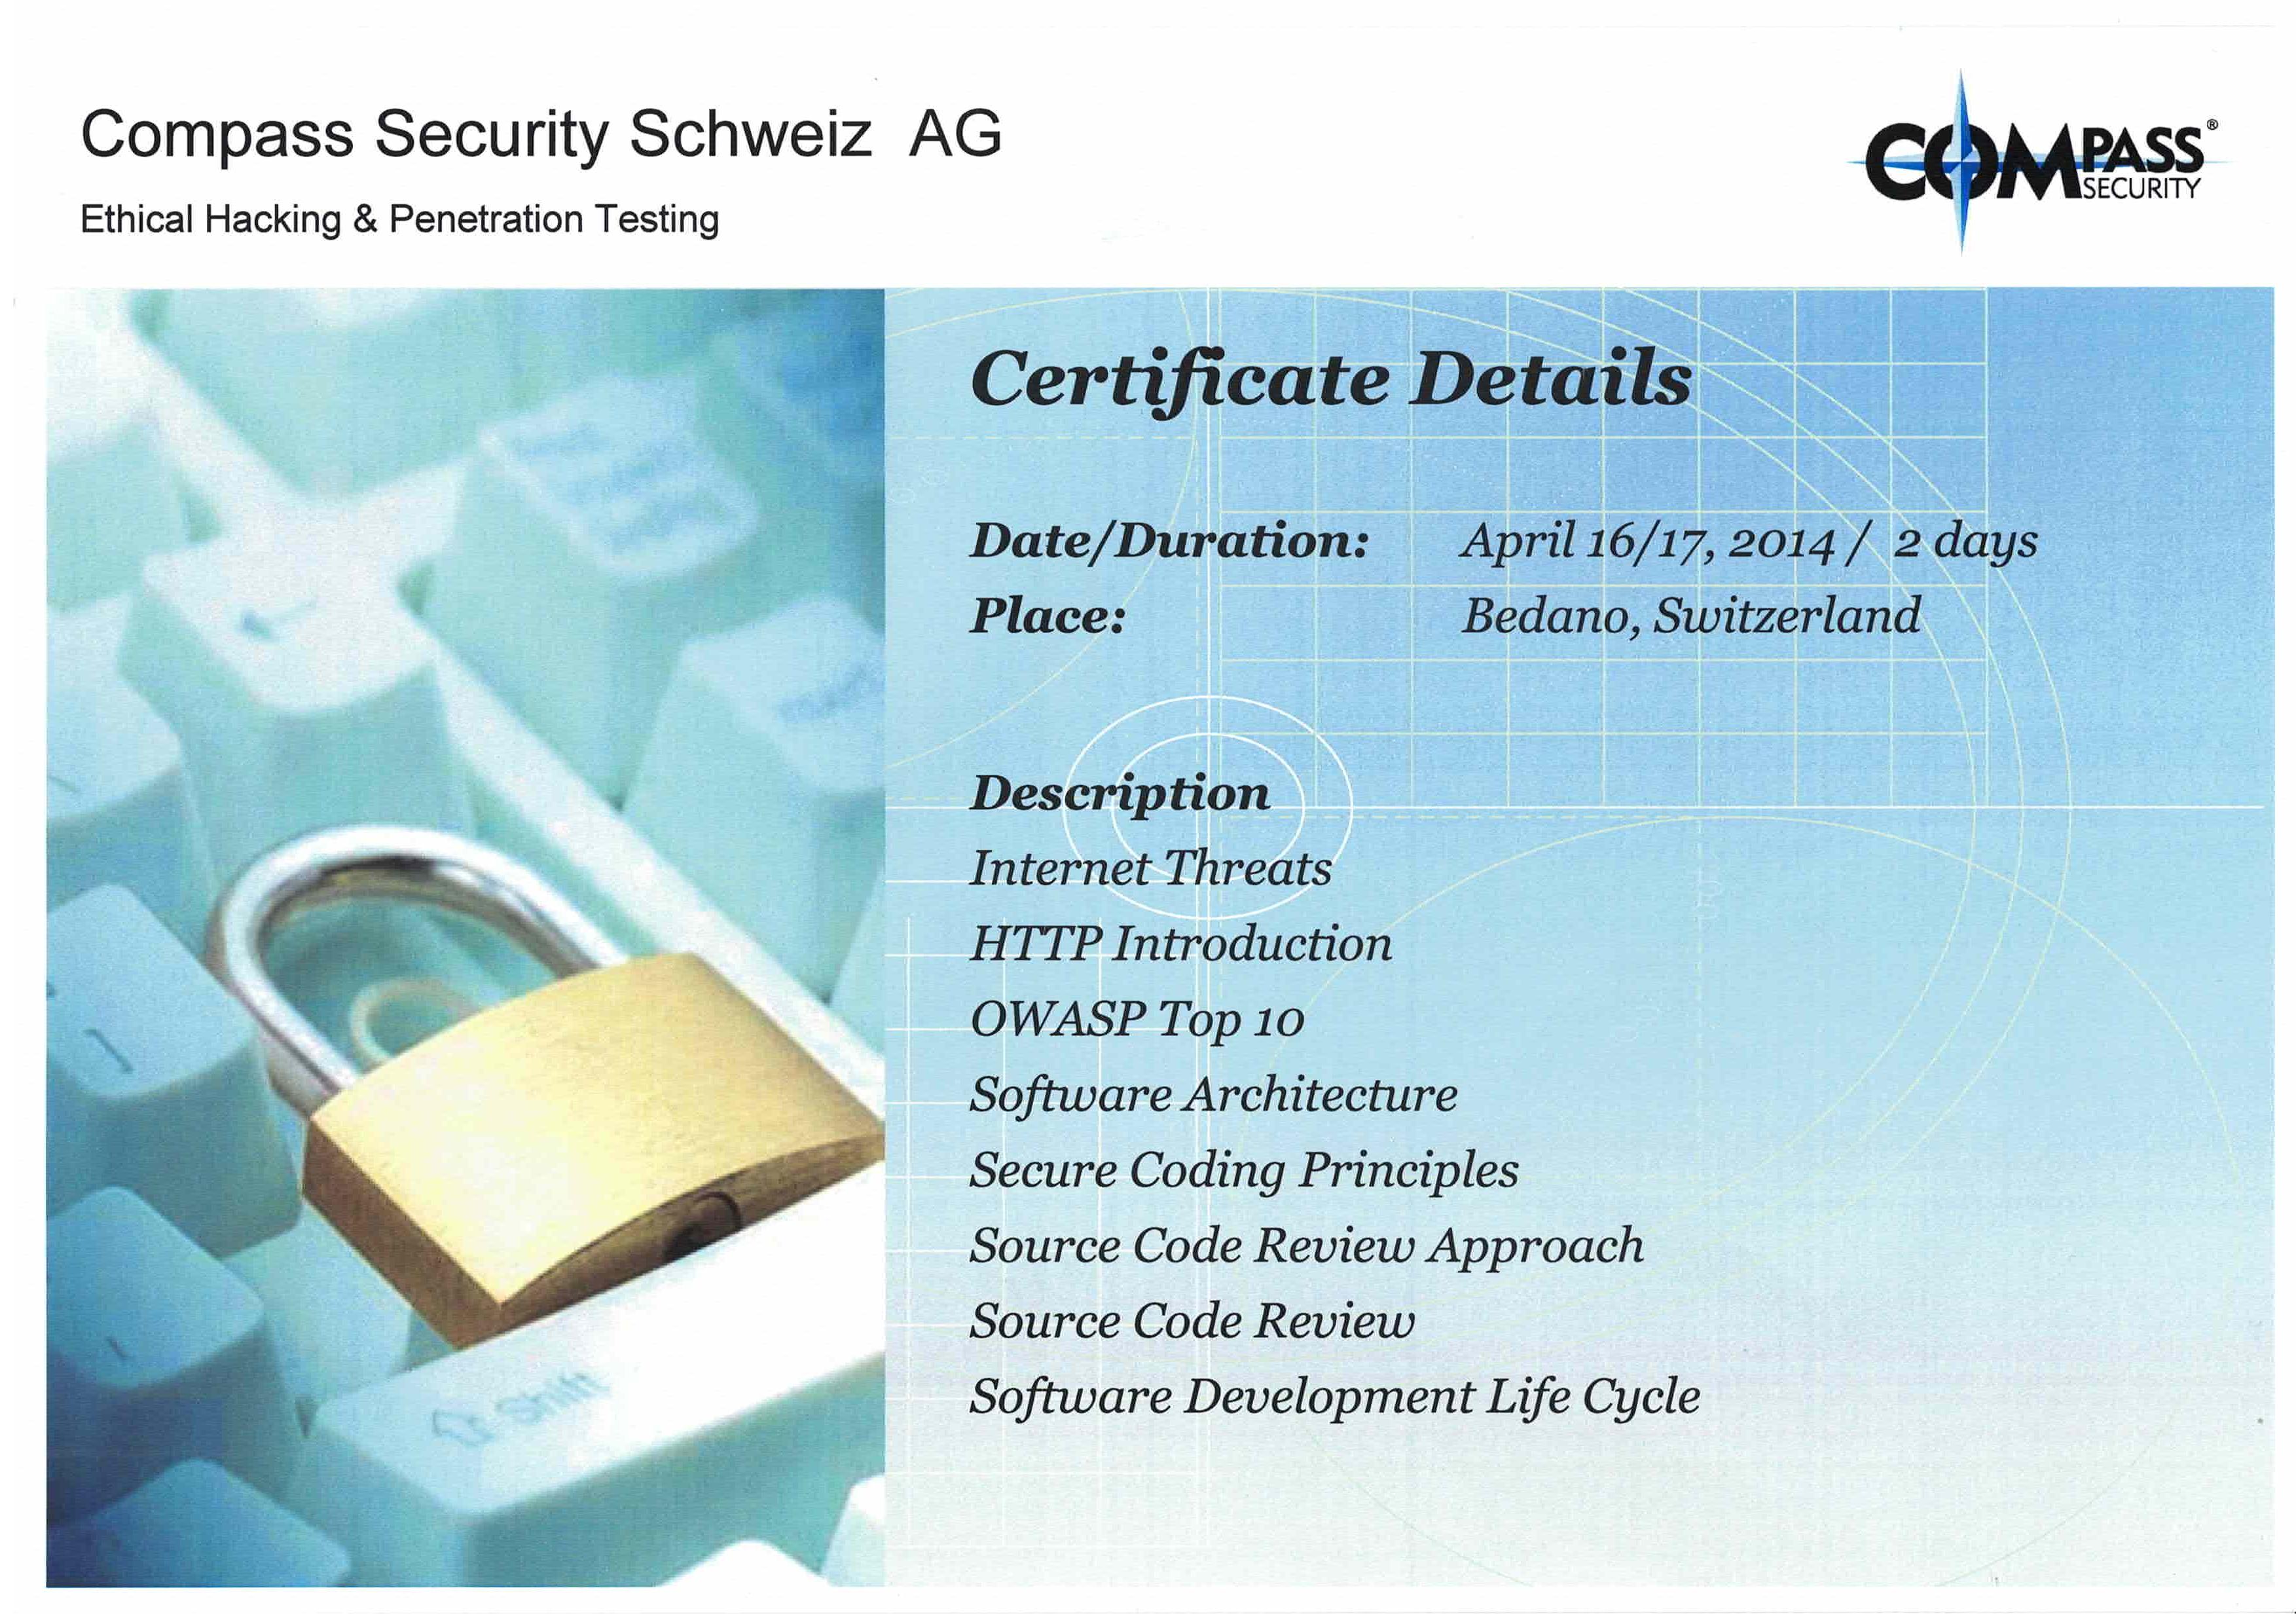 Compass Security Schweiz AG
Ethical Hacking & Penetration Testing
COMPASS®
SECURITY
Certificate Details
Date/Duration: April 16/17, 2014 / 2 days
Place: Bedano, Switzerland
Description
Internet Threats
HTTP Introduction
OWASP Top 10
Software Architecture
Secure Coding Principles
Source Code Review Approach
Source Code Review
Software Development Life Cycle
Shift